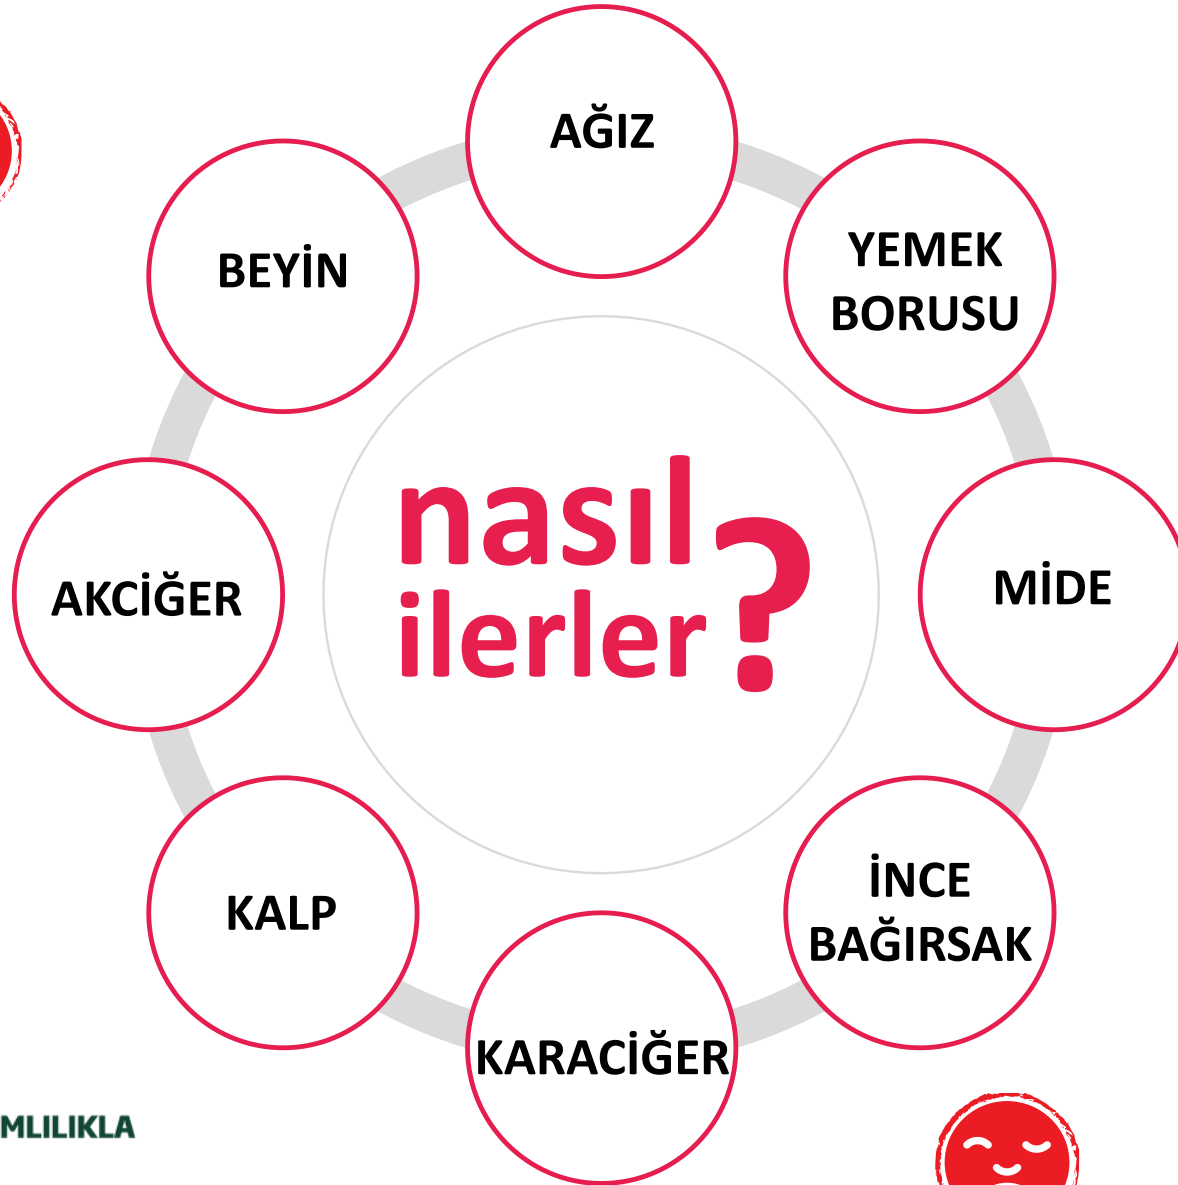 AĞIZ
YEMEK
BORUSU
MİDE
İNCE
BAĞIRSAK
KARACİĞER
KALP
AKCİĞER
BEYİN
nasıl
ilerler?
MLILIKLA